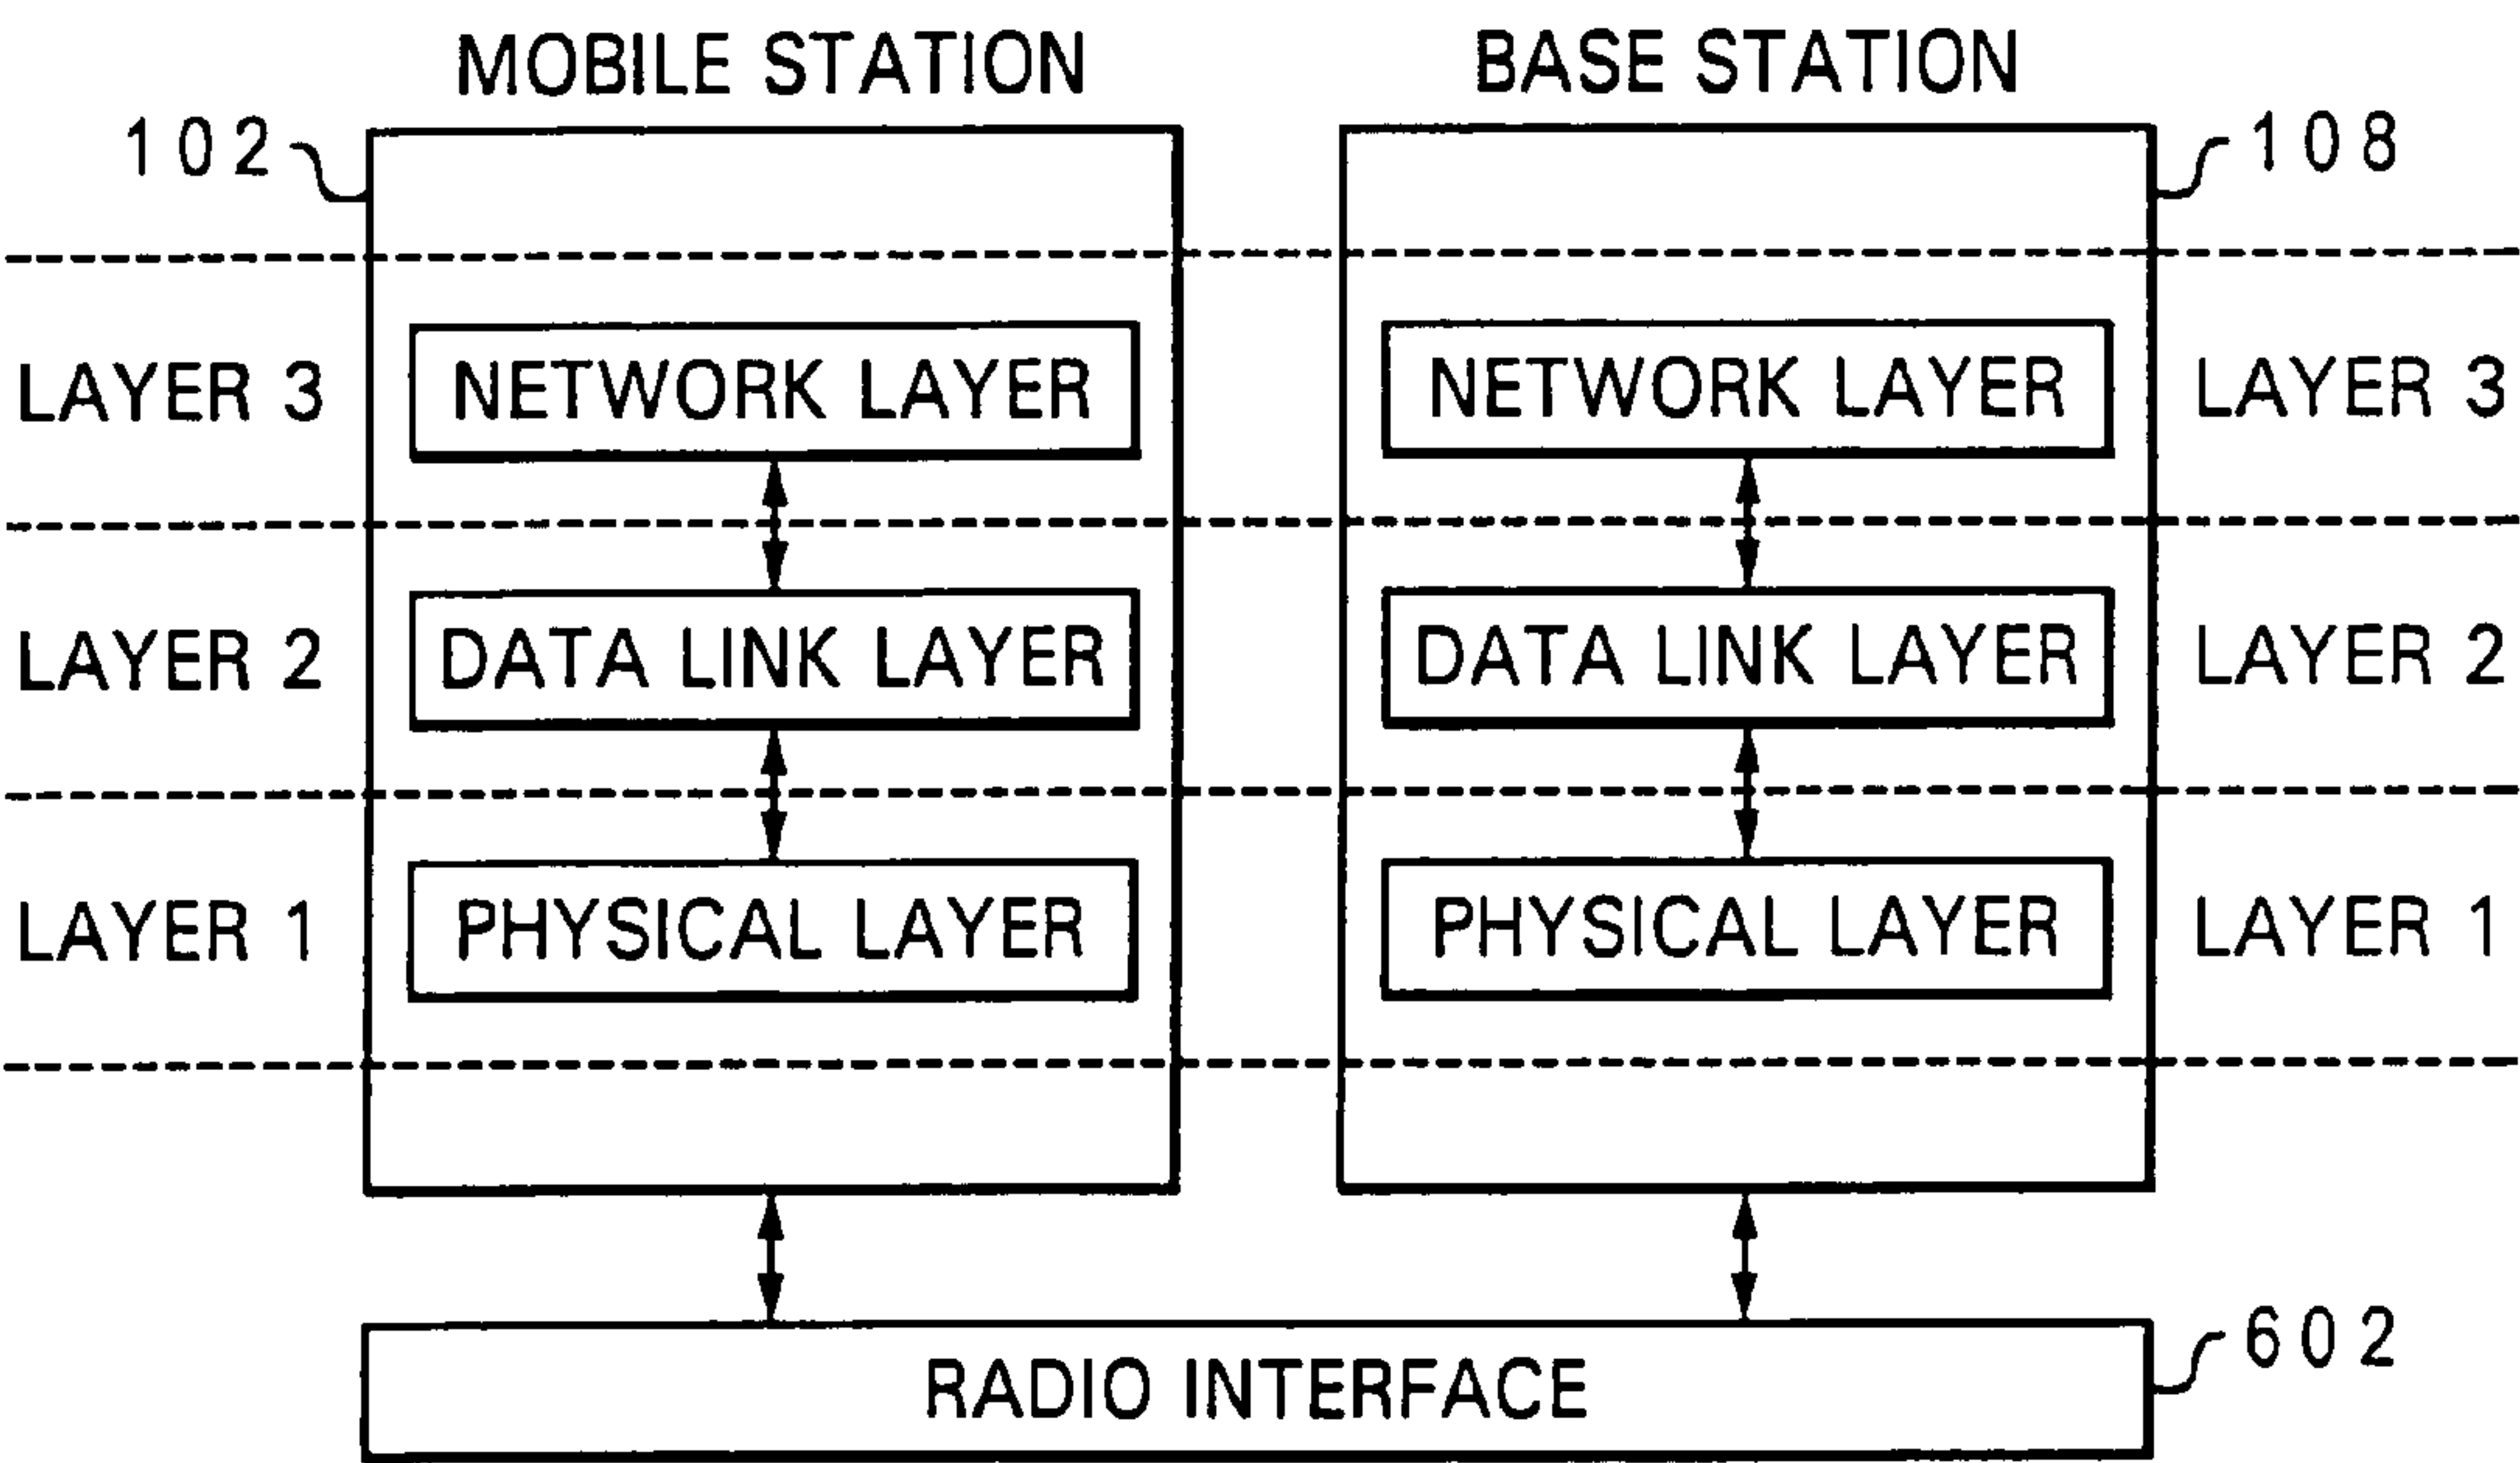 MOBILE STATION
BASE STATION
102
108
LAYER 3
NETWORK LAYER
NETWORK LAYER
LAYER 3
LAYER 2
DATA LINK LAYER
DATA LINK LAYER
LAYER 2
LAYER 1
PHYSICAL LAYER
PHYSICAL LAYER
LAYER 1
RADIO INTERFACE
602